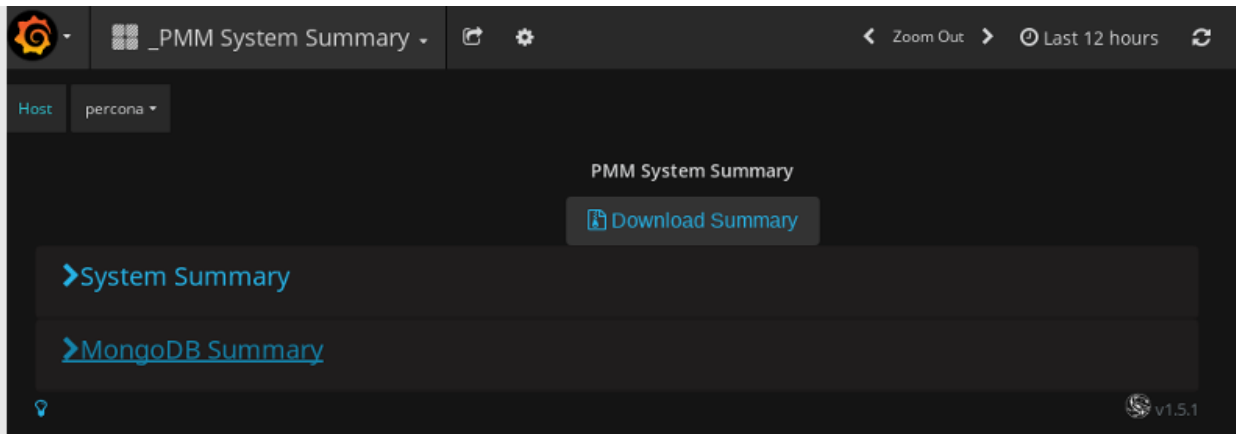 _PMM System Summary
Zoom Out
Last 12 hours
Host
percona
PMM System Summary
Download Summary
System Summary
MongoDB Summary
v1.5.1